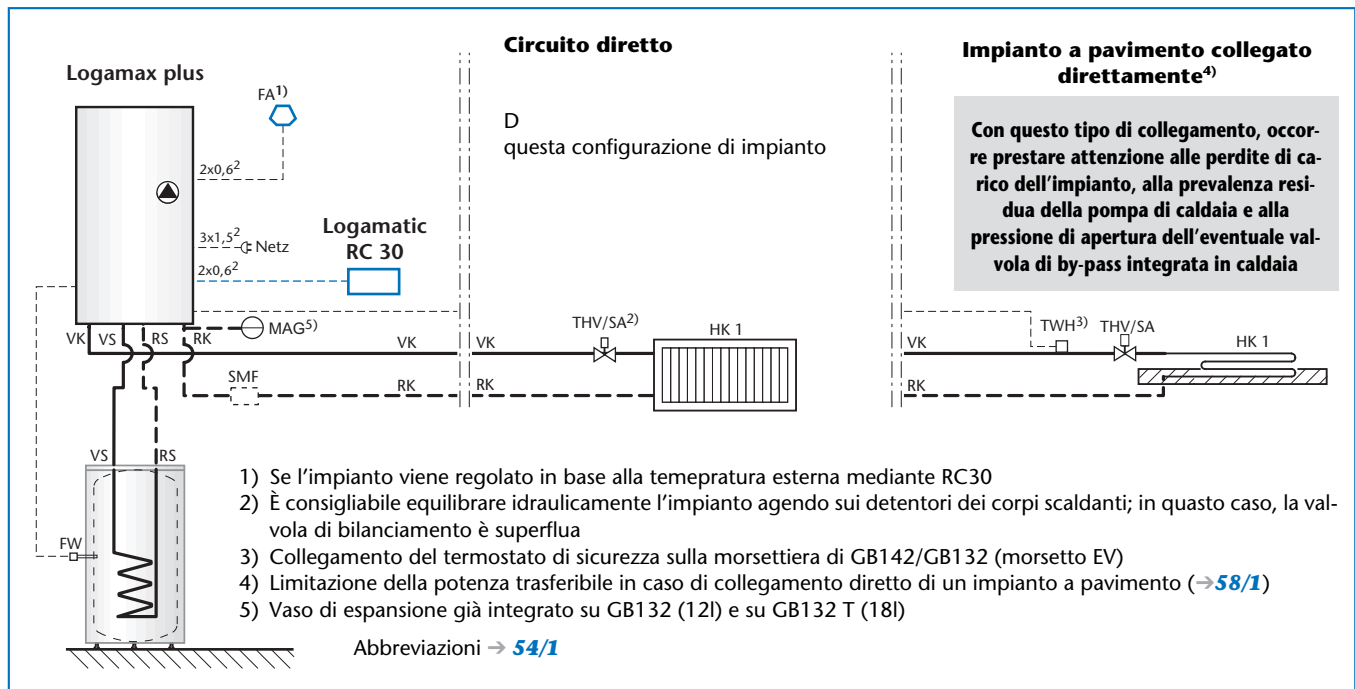 Circuito diretto
Impianto a pavimento collegato
direttamente4)
Logamax plus
FA1)
D
questa configurazione di impianto
Con questo tipo di collegamento, occor-
re prestare attenzione alle perdite di ca-
rico dell'impianto, alla prevalenza resi-
dua della pompa di caldaia e alla
pressione di apertura dell'eventuale val-
vola di by-pass integrata in caldaia
2x0,6²
3x1,5²
Netz
Logamatic
RC 30
2x0,6²
MAG5)
VK
VS
RS
RK
VK
VK
THV/SA2)
HK 1
VK
TWH3)
THV/SA
HK 1
SMF
RK
RK
RK
VS
RS
FW
1) Se l'impianto viene regolato in base alla temepratura esterna mediante RC30
2) È consigliabile equilibrare idraulicamente l'impianto agendo sui detentori dei corpi scaldanti; in quasto caso, la val-
vola di bilanciamento è superflua
3) Collegamento del termostato di sicurezza sulla morsettiera di GB142/GB132 (morsetto EV)
4) Limitazione della potenza trasferibile in caso di collegamento diretto di un impianto a pavimento (→58/1)
5) Vaso di espansione già integrato su GB132 (12l) e su GB132 T (18l)
Abbreviazioni → 54/1